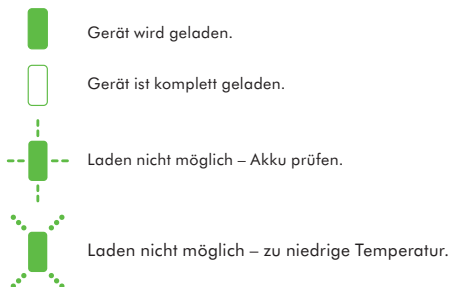 Gerät wird geladen.
Gerät ist komplett geladen.
Laden nicht möglich – Akku prüfen.
Laden nicht möglich – zu niedrige Temperatur.